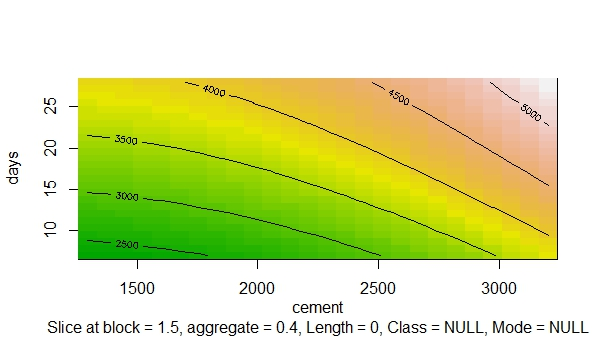 4000
4500
5000
3500
3000
2500
25
20
15
10
days
1500 2000 2500 3000
cement
Slice at block = 1.5, aggregate = 0.4, Length = 0, Class = NULL, Mode = NULL